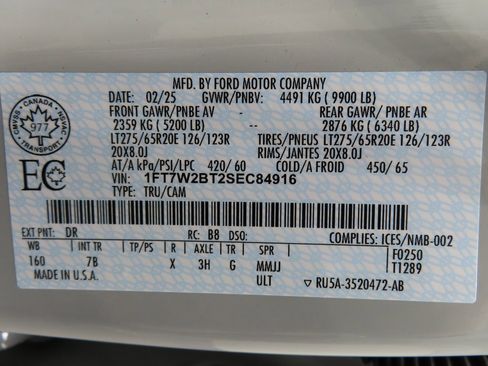 MFD. BY FORD MOTOR COMPANY
DATE: 02/25 GVWR/PNBV: 4491 KG ( 9900 LB)
FRONT GAWR/PNBE AV REAR GAWR/ PNBE AR
2359 KG ( 5200 LB) 2876 KG ( 6340 LB)
LT275/65R20E 126/123R TIRES/PNEUS LT275/65R20E 126/123R
20X8.0J RIMS/JANTES 20X8.0J
AT/A kPa/PSI/LPC 420/ 60 COLD/A FROID 450/ 65
VIN: 1FT7W2BT2SEC84916
TYPE: TRU/CAM
CANADA
CMVSS NSVAC
977
EC
EXT PNT: DR RC: B8 DSO: COMPLIES: ICES/NMB-002
WB INT TR TP/PS R AXLE TR SPR F0250
160 7B X 3H G MMJJ T1289
MADE IN U.S.A. ULT RU5A-3520472-AB